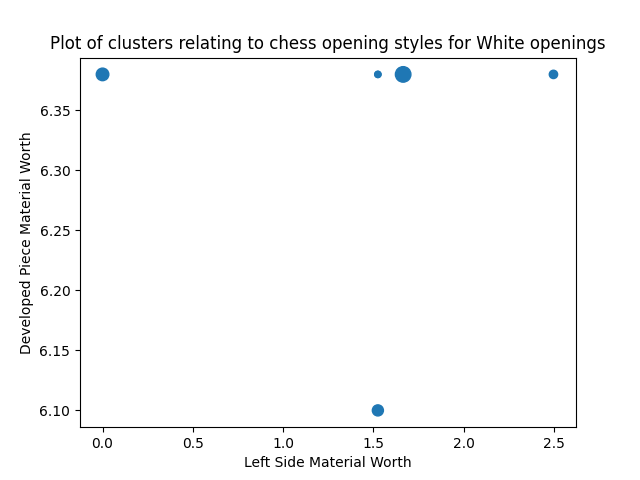 Plot of clusters relating to chess opening styles for White openings
Developed Piece Material Worth
6.35
6.30
6.25
6.20
6.15
6.10
0.0 0.5 1.0 1.5 2.0 2.5
Left Side Material Worth